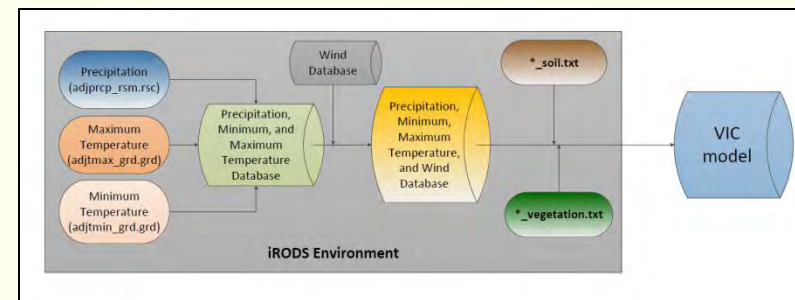 Precipitation
(adjprcp_rsm.rsc)
Maximum
Temperature
(adjtmax_grd.grd)
Minimum
Temperature
(adjtmin_grd.grd)
Precipitation,
Minimum, and
Maximum
Temperature
Database
Wind
Database
Precipitation,
Minimum,
Maximum
Temperature,
and Wind
Database
*_soil.txt
*_vegetation.txt
VIC
model
iRODS Environment